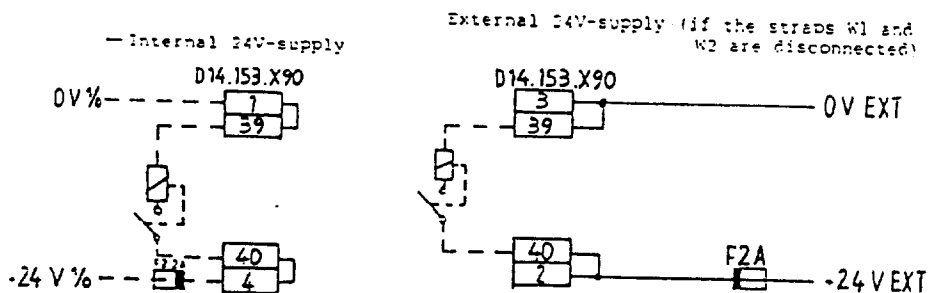 — Internal 24V-supply
External 24V-supply (if the straps W1 and
W2 are disconnected)
D14.153.X90
0V%
1
39
D14.153.X90
3
39
0V EXT
40
4
F2A
-24V%
40
2
F2A
-24V EXT